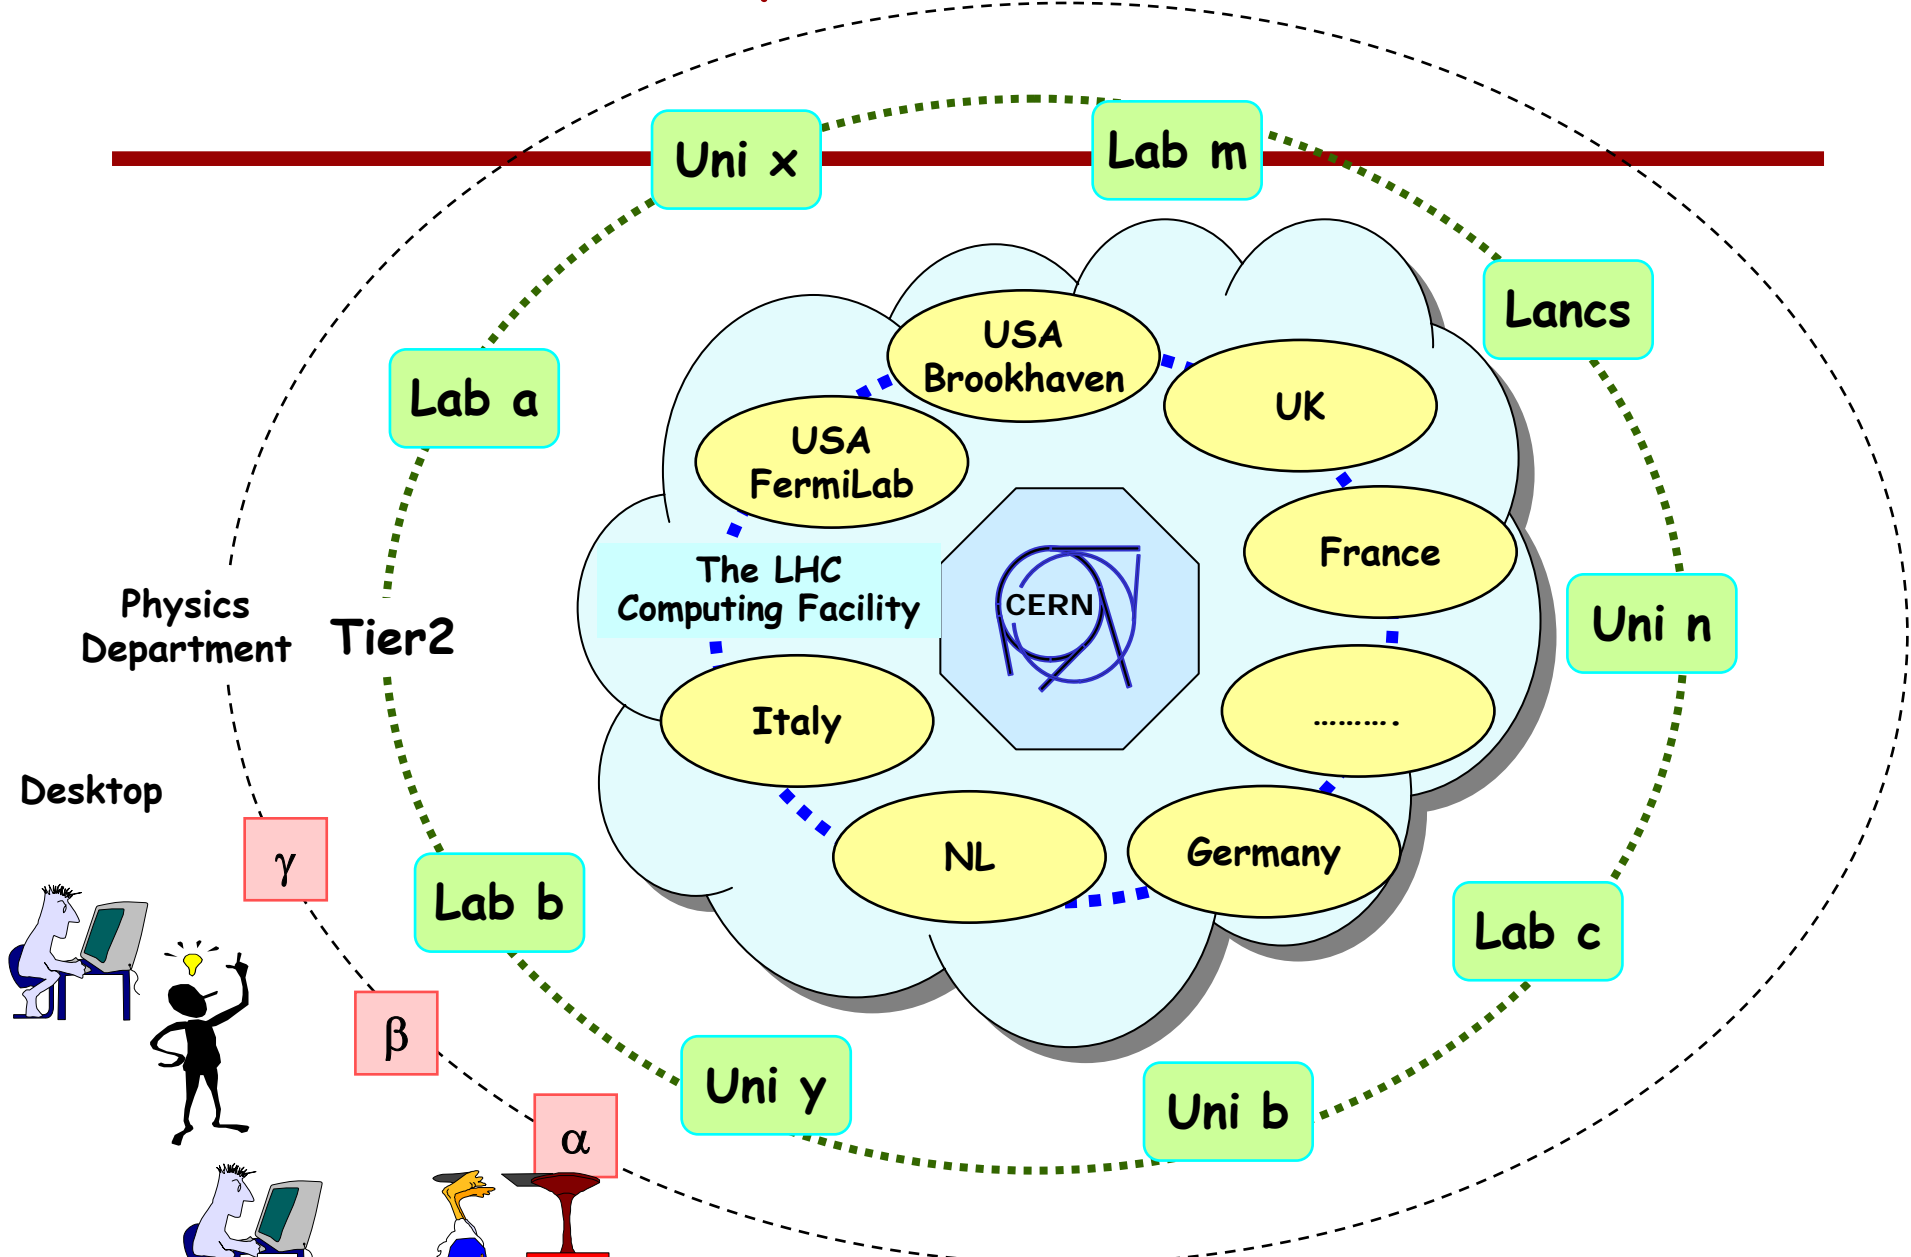 Uni x
Lab m
Lancs
USA
Brookhaven
UK
Lab a
USA
FermiLab
France
The LHC
Computing Facility
CERN
Physics
Department
Tier2
Uni n
Italy
..........
Desktop
γ
NL
Germany
Lab b
Lab c
β
Uni y
Uni b
α